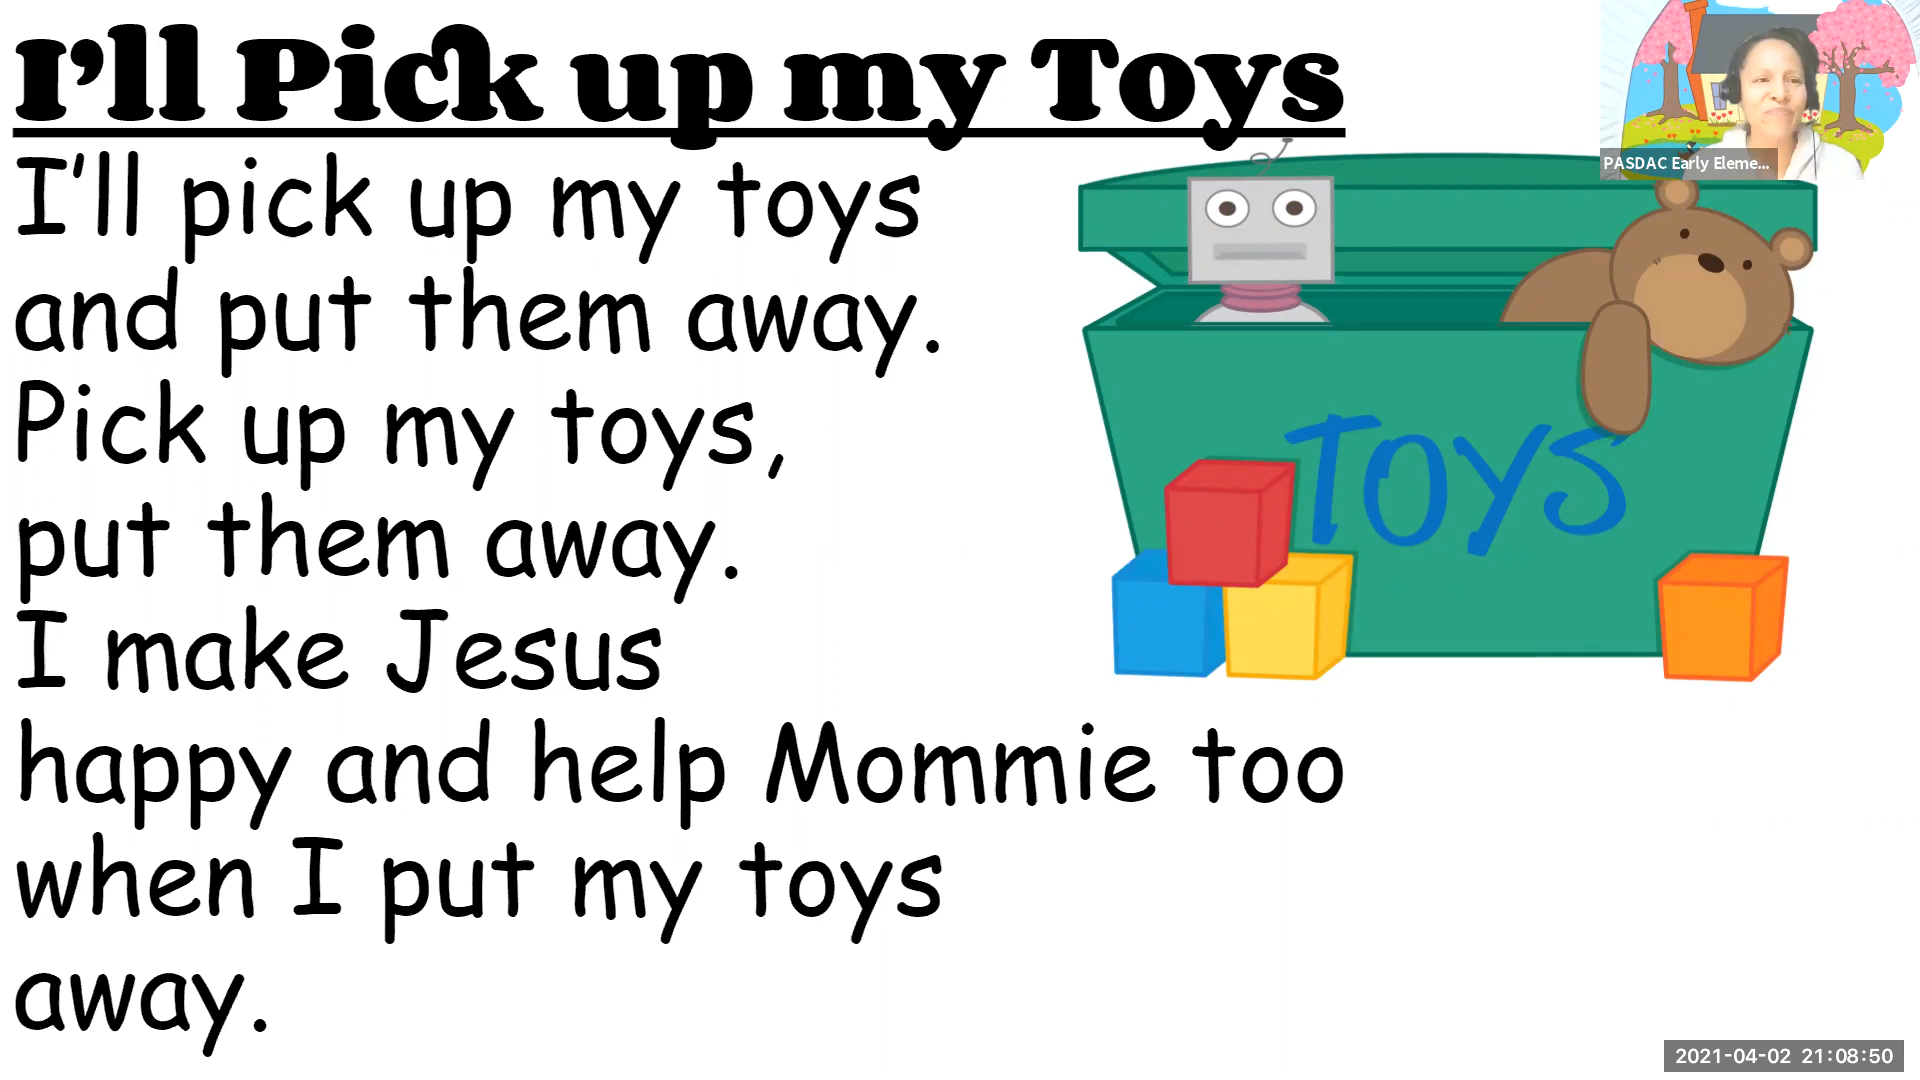 I'll Pick up my Toys
I'll pick up my toys
and put them away.
Pick up my toys,
put them away.
I make Jesus
happy and help Mommie too
when I put my toys
away.
TOYS
PASDAC Early Eleme...
2021-04-02 21:08:50